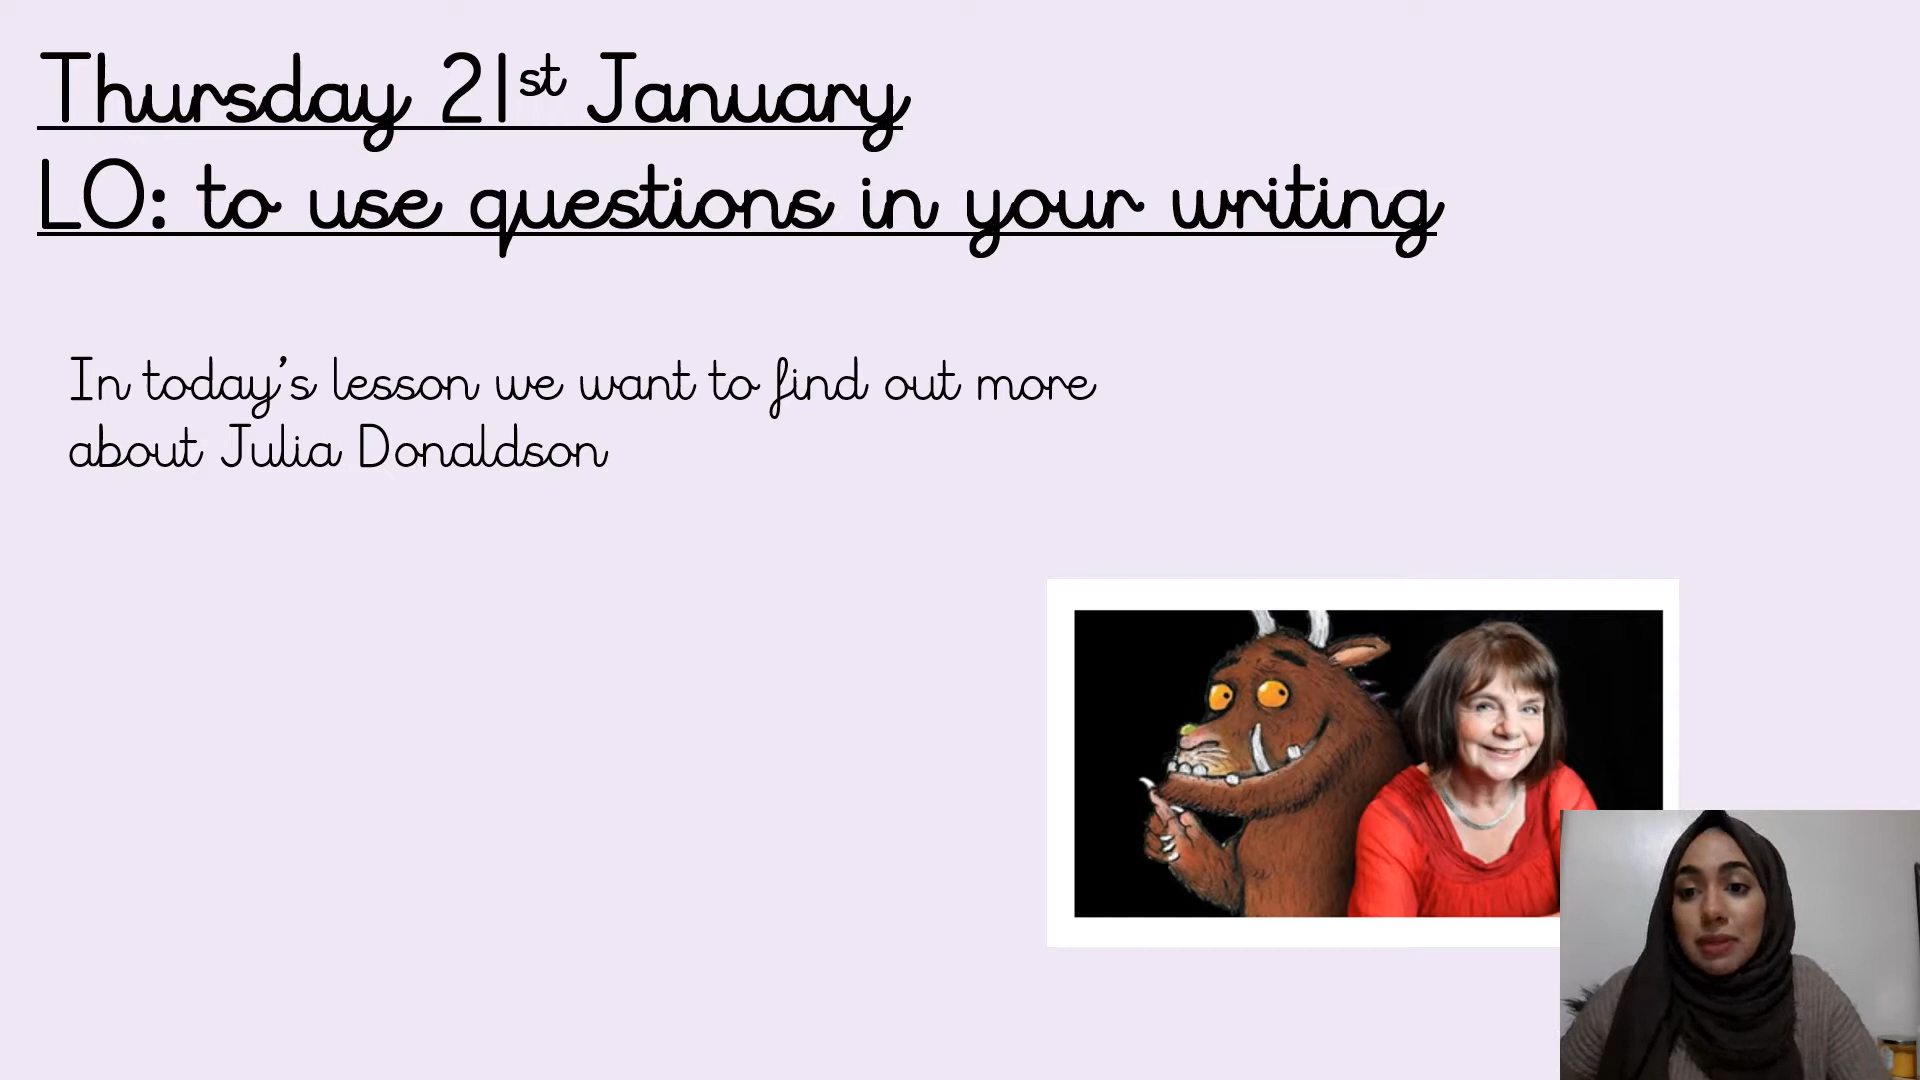 Thursday 21st January
LO: to use questions in your writing
In today's lesson we want to find out more
about Julia Donaldson